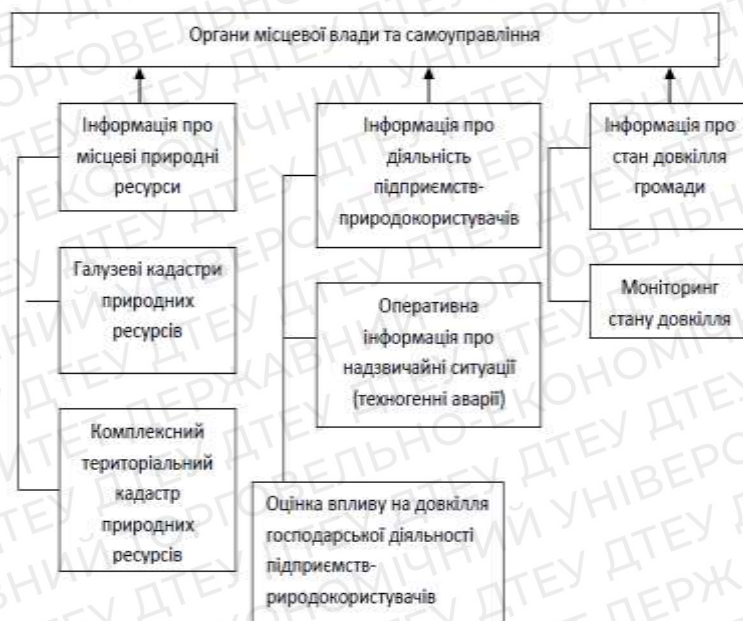 Органи місцевої влади та самоуправління
Інформація про
місцеві природні
ресурси
Інформація про
діяльність
підприємств-
природокористувачів
Інформація про
стан довкілля
громади
Галузеві кадастри
природних
ресурсів
Оперативна
інформація про
надзвичайні ситуації
(техногенні аварії)
Моніторинг
стану довкілля
Комплексний
територіальний
кадастр
природних
ресурсів
Оцінка впливу на довкілля
господарської діяльності
підприємств-
риродокористувачів